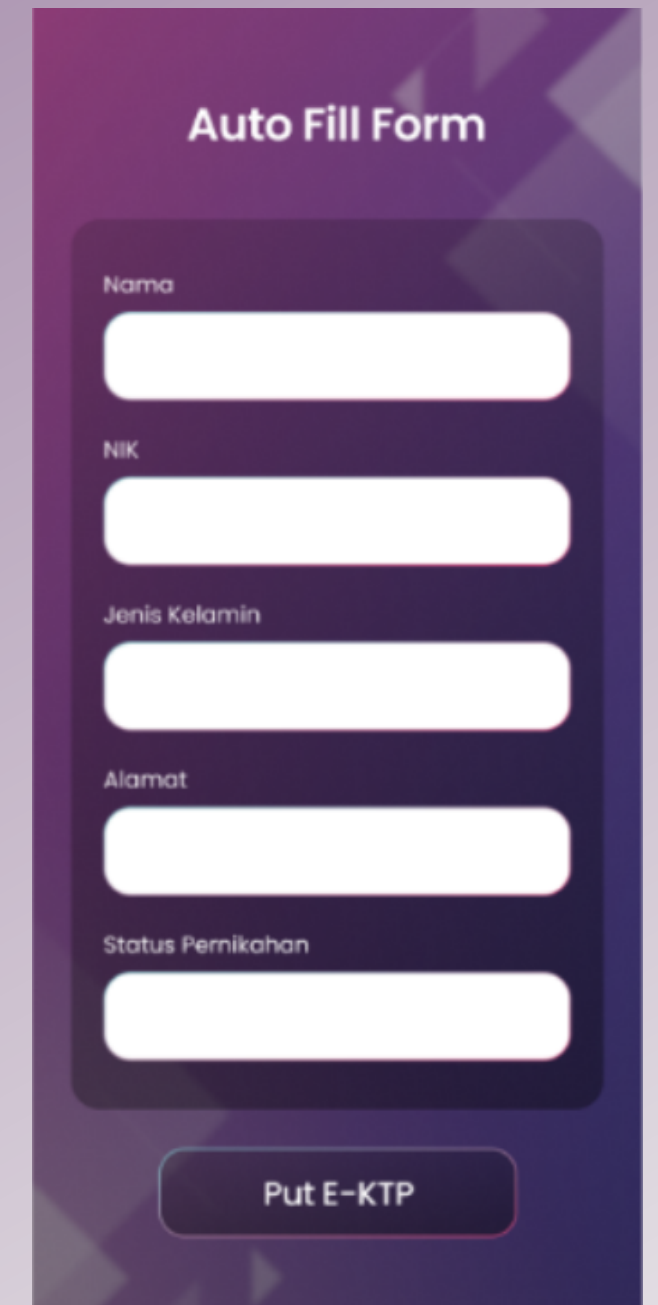 Auto Fill Form
Nama
NIK
Jenis Kelamin
Alamat
Status Pernikahan
Put E-KTP